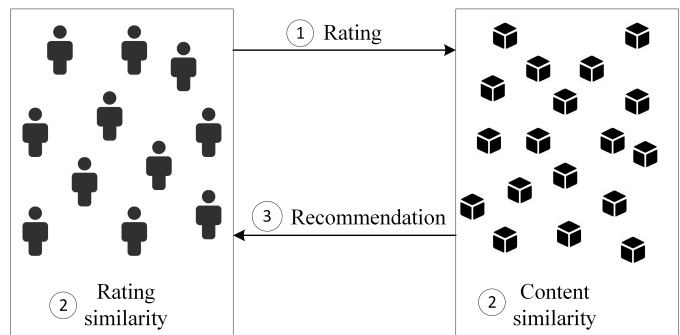 1 Rating
3 Recommendation
2 Rating
similarity
2 Content
similarity